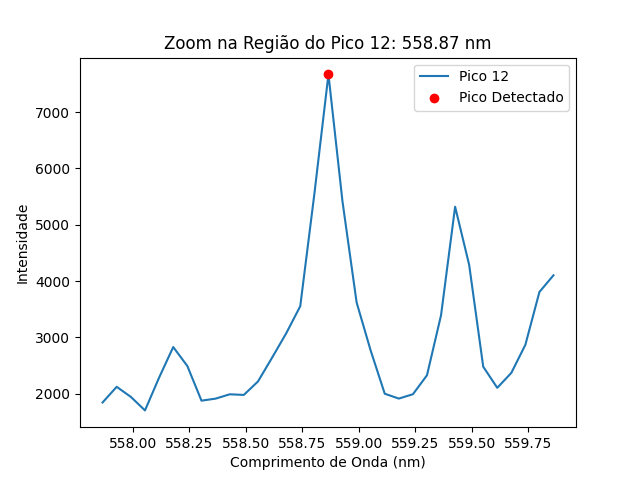 Zoom na Região do Pico 12: 558.87 nm
Pico 12
Pico Detectado
Intensidade
7000
6000
5000
4000
3000
2000
558.00 558.25 558.50 558.75 559.00 559.25 559.50 559.75
Comprimento de Onda (nm)